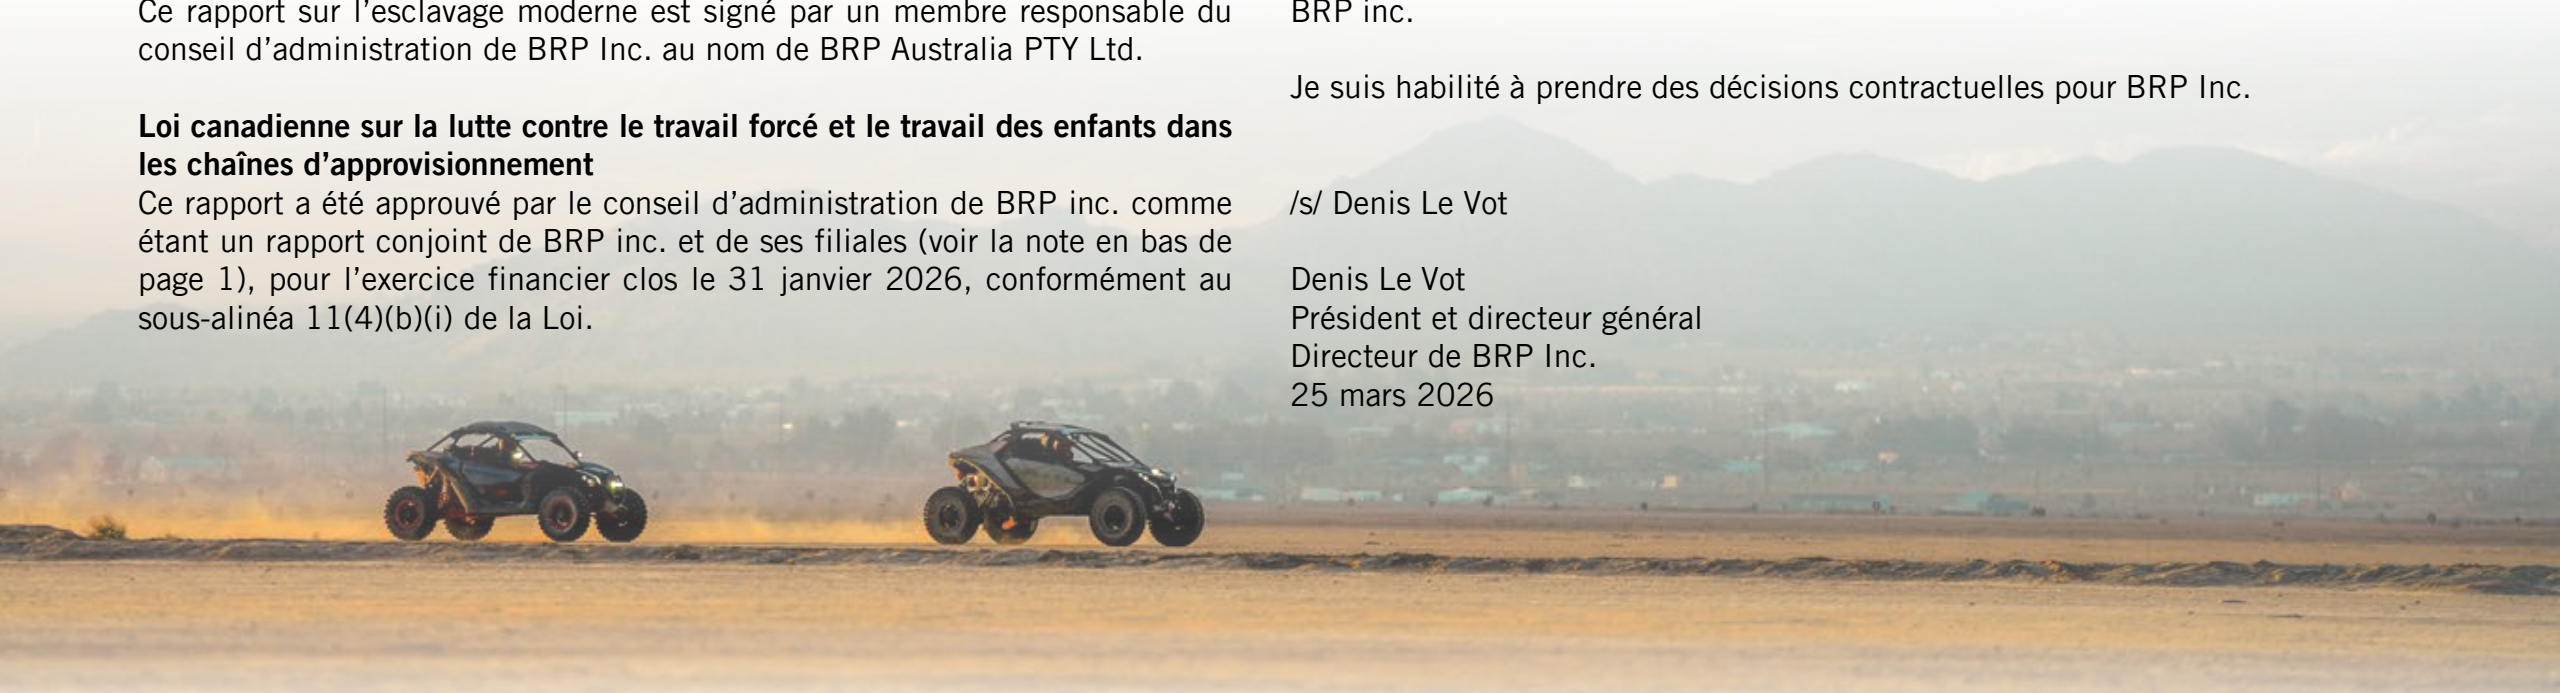 Ce rapport sur l’esclavage moderne est signé par un membre responsable du
conseil d’administration de BRP Inc. au nom de BRP Australia PTY Ltd.
Loi canadienne sur la lutte contre le travail forcé et le travail des enfants dans
les chaînes d’approvisionnement
Ce rapport a été approuvé par le conseil d’administration de BRP inc. comme
étant un rapport conjoint de BRP inc. et de ses filiales (voir la note en bas de
page 1), pour l’exercice financier clos le 31 janvier 2026, conformément au
sous-alinéa 11(4)(b)(i) de la Loi.
BRP inc.
Je suis habilité à prendre des décisions contractuelles pour BRP Inc.
/s/ Denis Le Vot
Denis Le Vot
Président et directeur général
Directeur de BRP Inc.
25 mars 2026